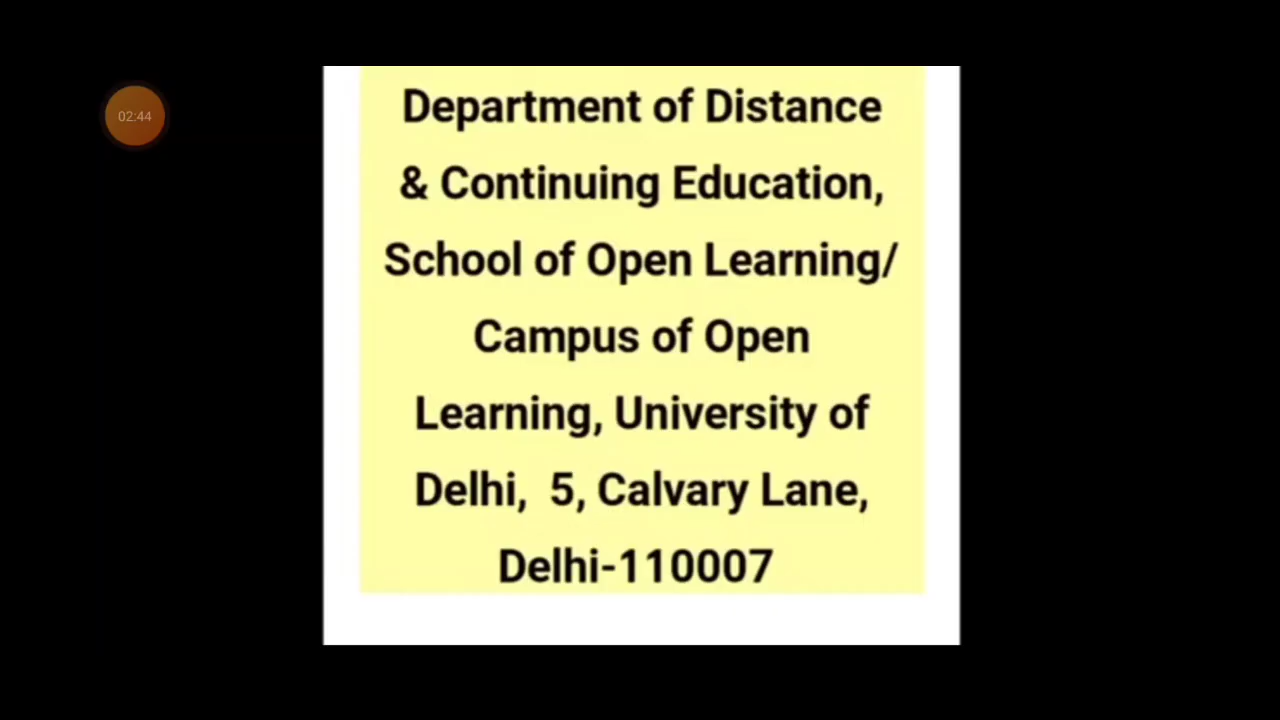 02:44
Department of Distance
& Continuing Education,
School of Open Learning/
Campus of Open
Learning, University of
Delhi,  5, Calvary Lane,
Delhi-110007